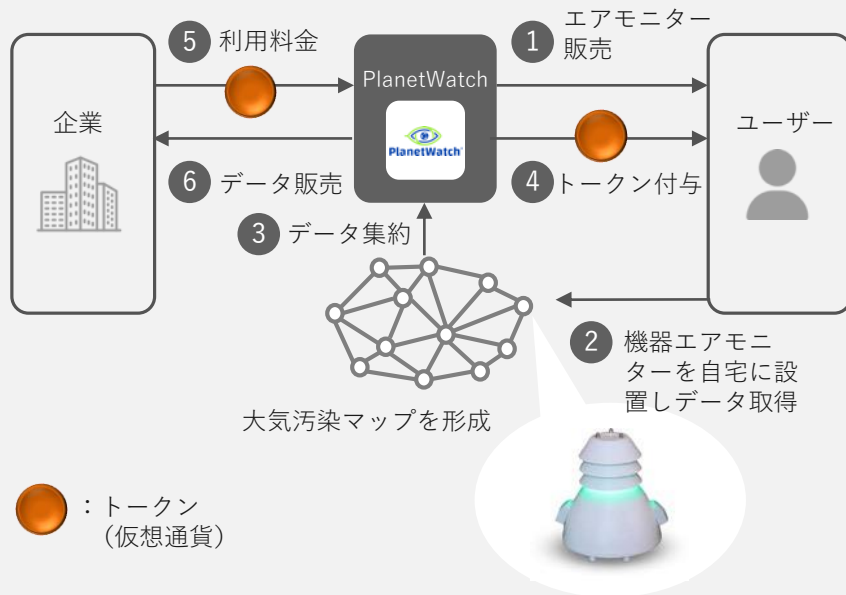 5 利用料金
1 エアモニター
販売
PlanetWatch
企業
ユーザー
PlanetWatch
6 データ販売
4 トークン付与
3 データ集約
2 機器エアモニ
ターを自宅に設
置しデータ取得
大気汚染マップを形成
：トークン
(仮想通貨)